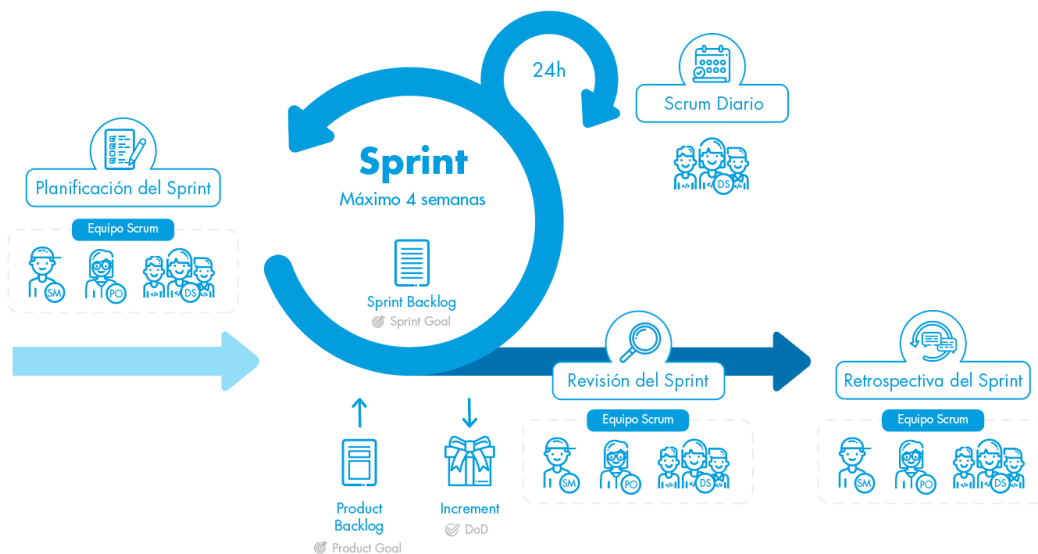 24h
Scrum Diario
DS
Sprint
Máximo 4 semanas
Planificación del Sprint
Equipo Scrum
SM
PO
DS
Sprint Backlog
Sprint Goal
Revisión del Sprint
Equipo Scrum
SM
PO
DS
Retrospectiva del Sprint
Equipo Scrum
SM
PO
DS
Product
Backlog
Product Goal
Increment
DoD